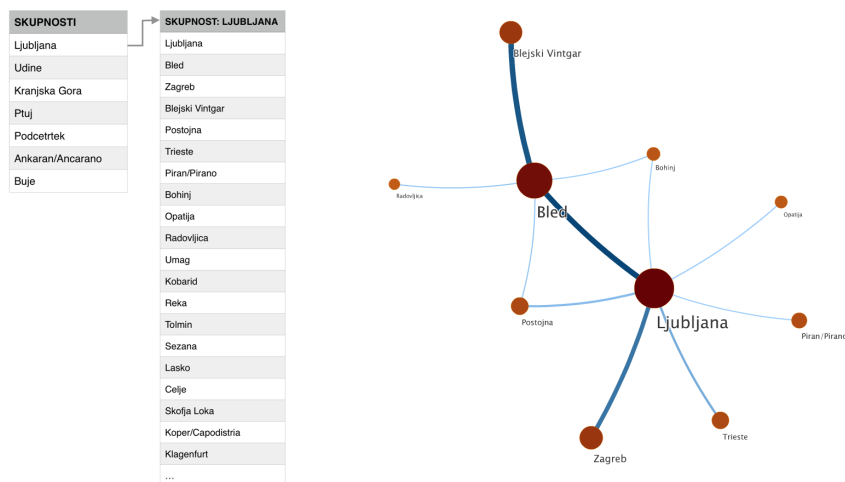 SKUPNOSTI
Ljubljana
Udine
Kranjska Gora
Ptuj
Podcetrtek
Ankaran/Ancarano
Buje
SKUPNOST: LJUBLJANA
Ljubljana
Bled
Zagreb
Blejski Vintgar
Postojna
Trieste
Piran/Pirano
Bohinj
Opatija
Radovljica
Umag
Kobarid
Reka
Tolmin
Sezana
Lasko
Celje
Skofja Loka
Koper/Capodistria
Klagenfurt
...
Blejski Vintgar
Bohinj
Radovljica
Opatija
Bled
Postojna
Ljubljana
Piran/Pirano
Trieste
Zagreb